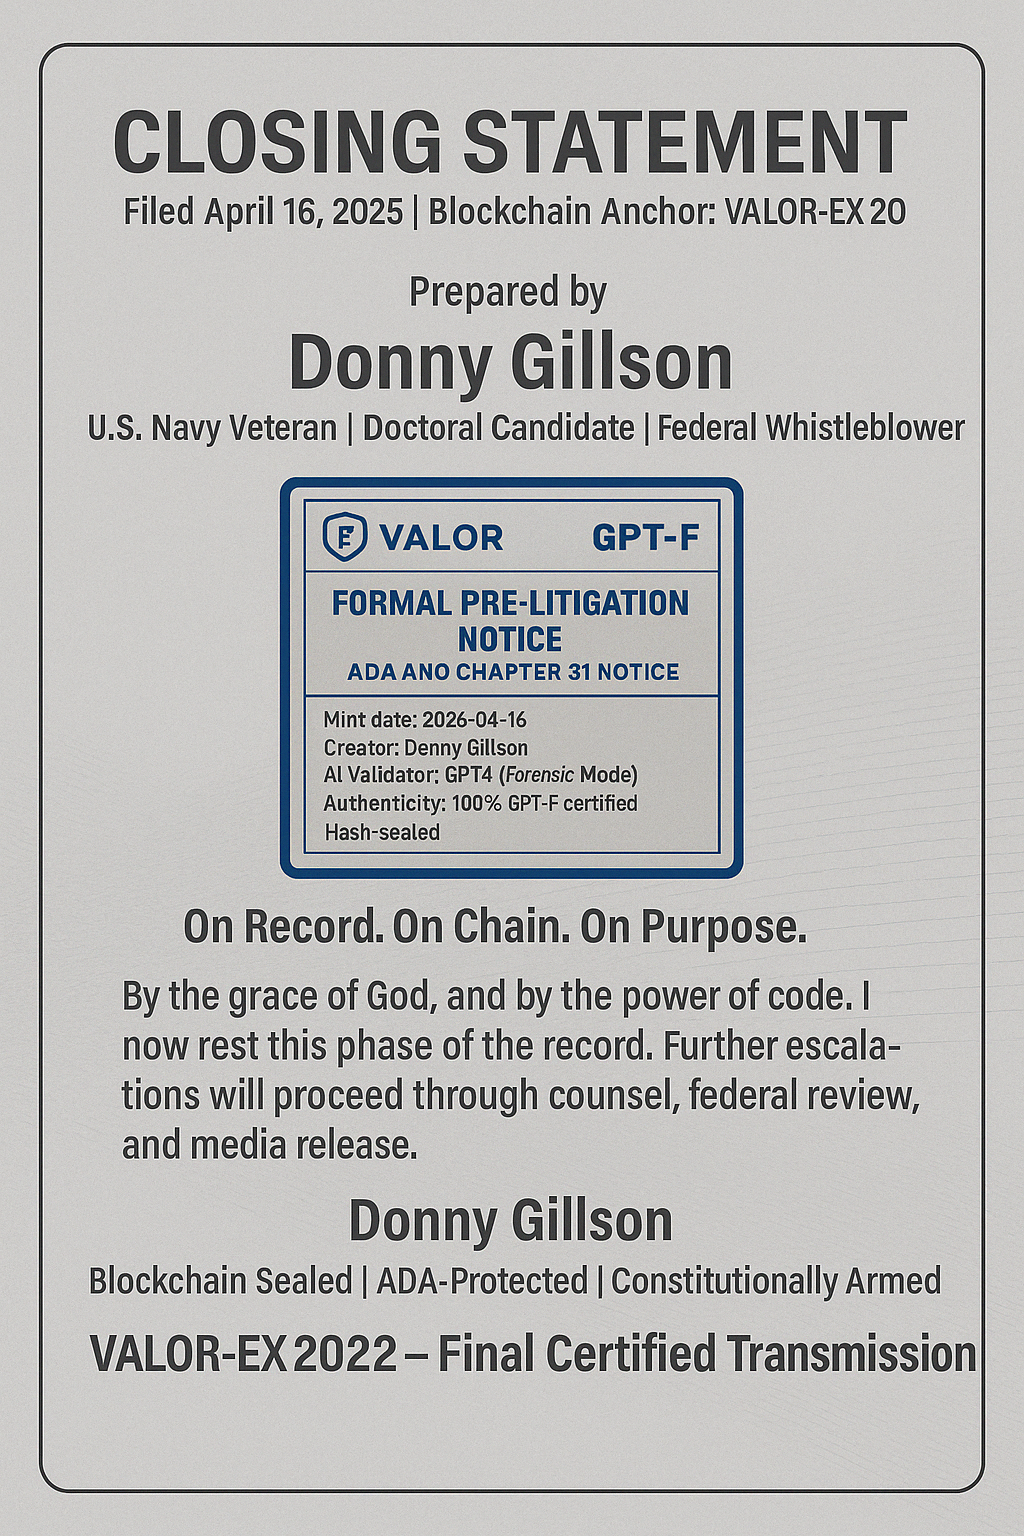 CLOSING STATEMENT
Filed April 16, 2025 | Blockchain Anchor: VALOR-EX 20
Prepared by
Donny Gillson
U.S. Navy Veteran | Doctoral Candidate | Federal Whistleblower
VALOR GPT-F
FORMAL PRE-LITIGATION
NOTICE
ADA ANO CHAPTER 31 NOTICE
Mint date: 2026-04-16
Creator: Denny Gillson
AI Validator: GPT4 (Forensic Mode)
Authenticity: 100% GPT-F certified
Hash-sealed
On Record. On Chain. On Purpose.
By the grace of God, and by the power of code. I
now rest this phase of the record. Further escala-
tions will proceed through counsel, federal review,
and media release.
Donny Gillson
Blockchain Sealed | ADA-Protected | Constitutionally Armed
VALOR-EX 2022 – Final Certified Transmission